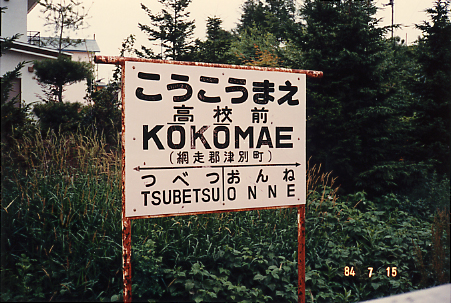 こうこうまえ
高校前
KOKOMAE
(網走郡津別町)
つべつ おんね
TSUBETSU ONNE
84 7 15